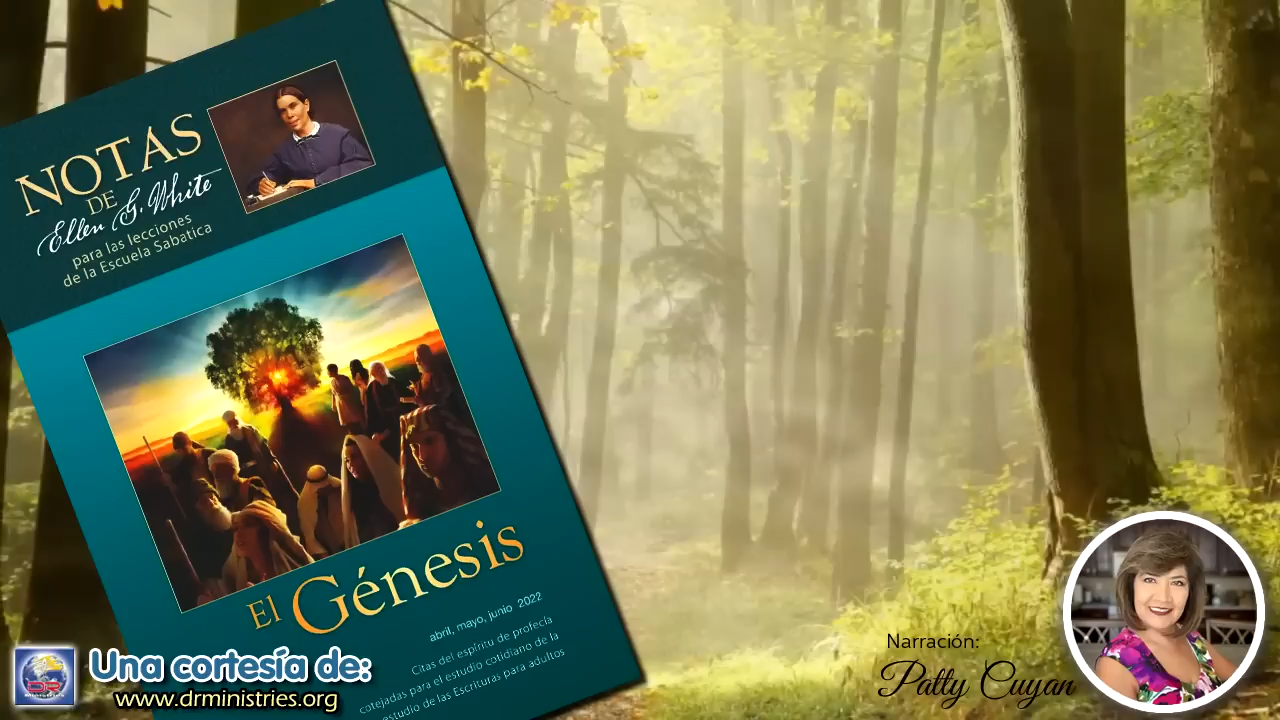 NOTAS
DE
Ellen G. White
para las lecciones
de la Escuela Sabática
El Génesis
abril, mayo, junio 2022
Citas del espíritu de profecía
cotejadas para el estudio cotidiano de la
estudio de las Escrituras para adultos
Una cortesía de:
www.drministries.org
DR
Ministries
Narración:
Patty Cuyan